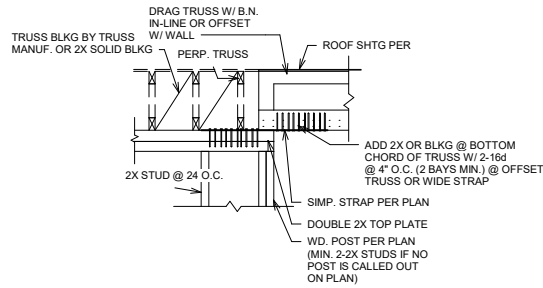 DRAG TRUSS W/ B.N.
IN-LINE OR OFFSET
W/ WALL
TRUSS BLKG BY TRUSS
MANUF. OR 2X SOLID BLKG
PERP. TRUSS
ROOF SHTG PER
ADD 2X OR BLKG @ BOTTOM
CHORD OF TRUSS W/ 2-16d
@ 4" O.C. (2 BAYS MIN.) @ OFFSET
TRUSS OR WIDE STRAP
2X STUD @ 24 O.C.
SIMP. STRAP PER PLAN
DOUBLE 2X TOP PLATE
WD. POST PER PLAN
(MIN. 2-2X STUDS IF NO
POST IS CALLED OUT
ON PLAN)